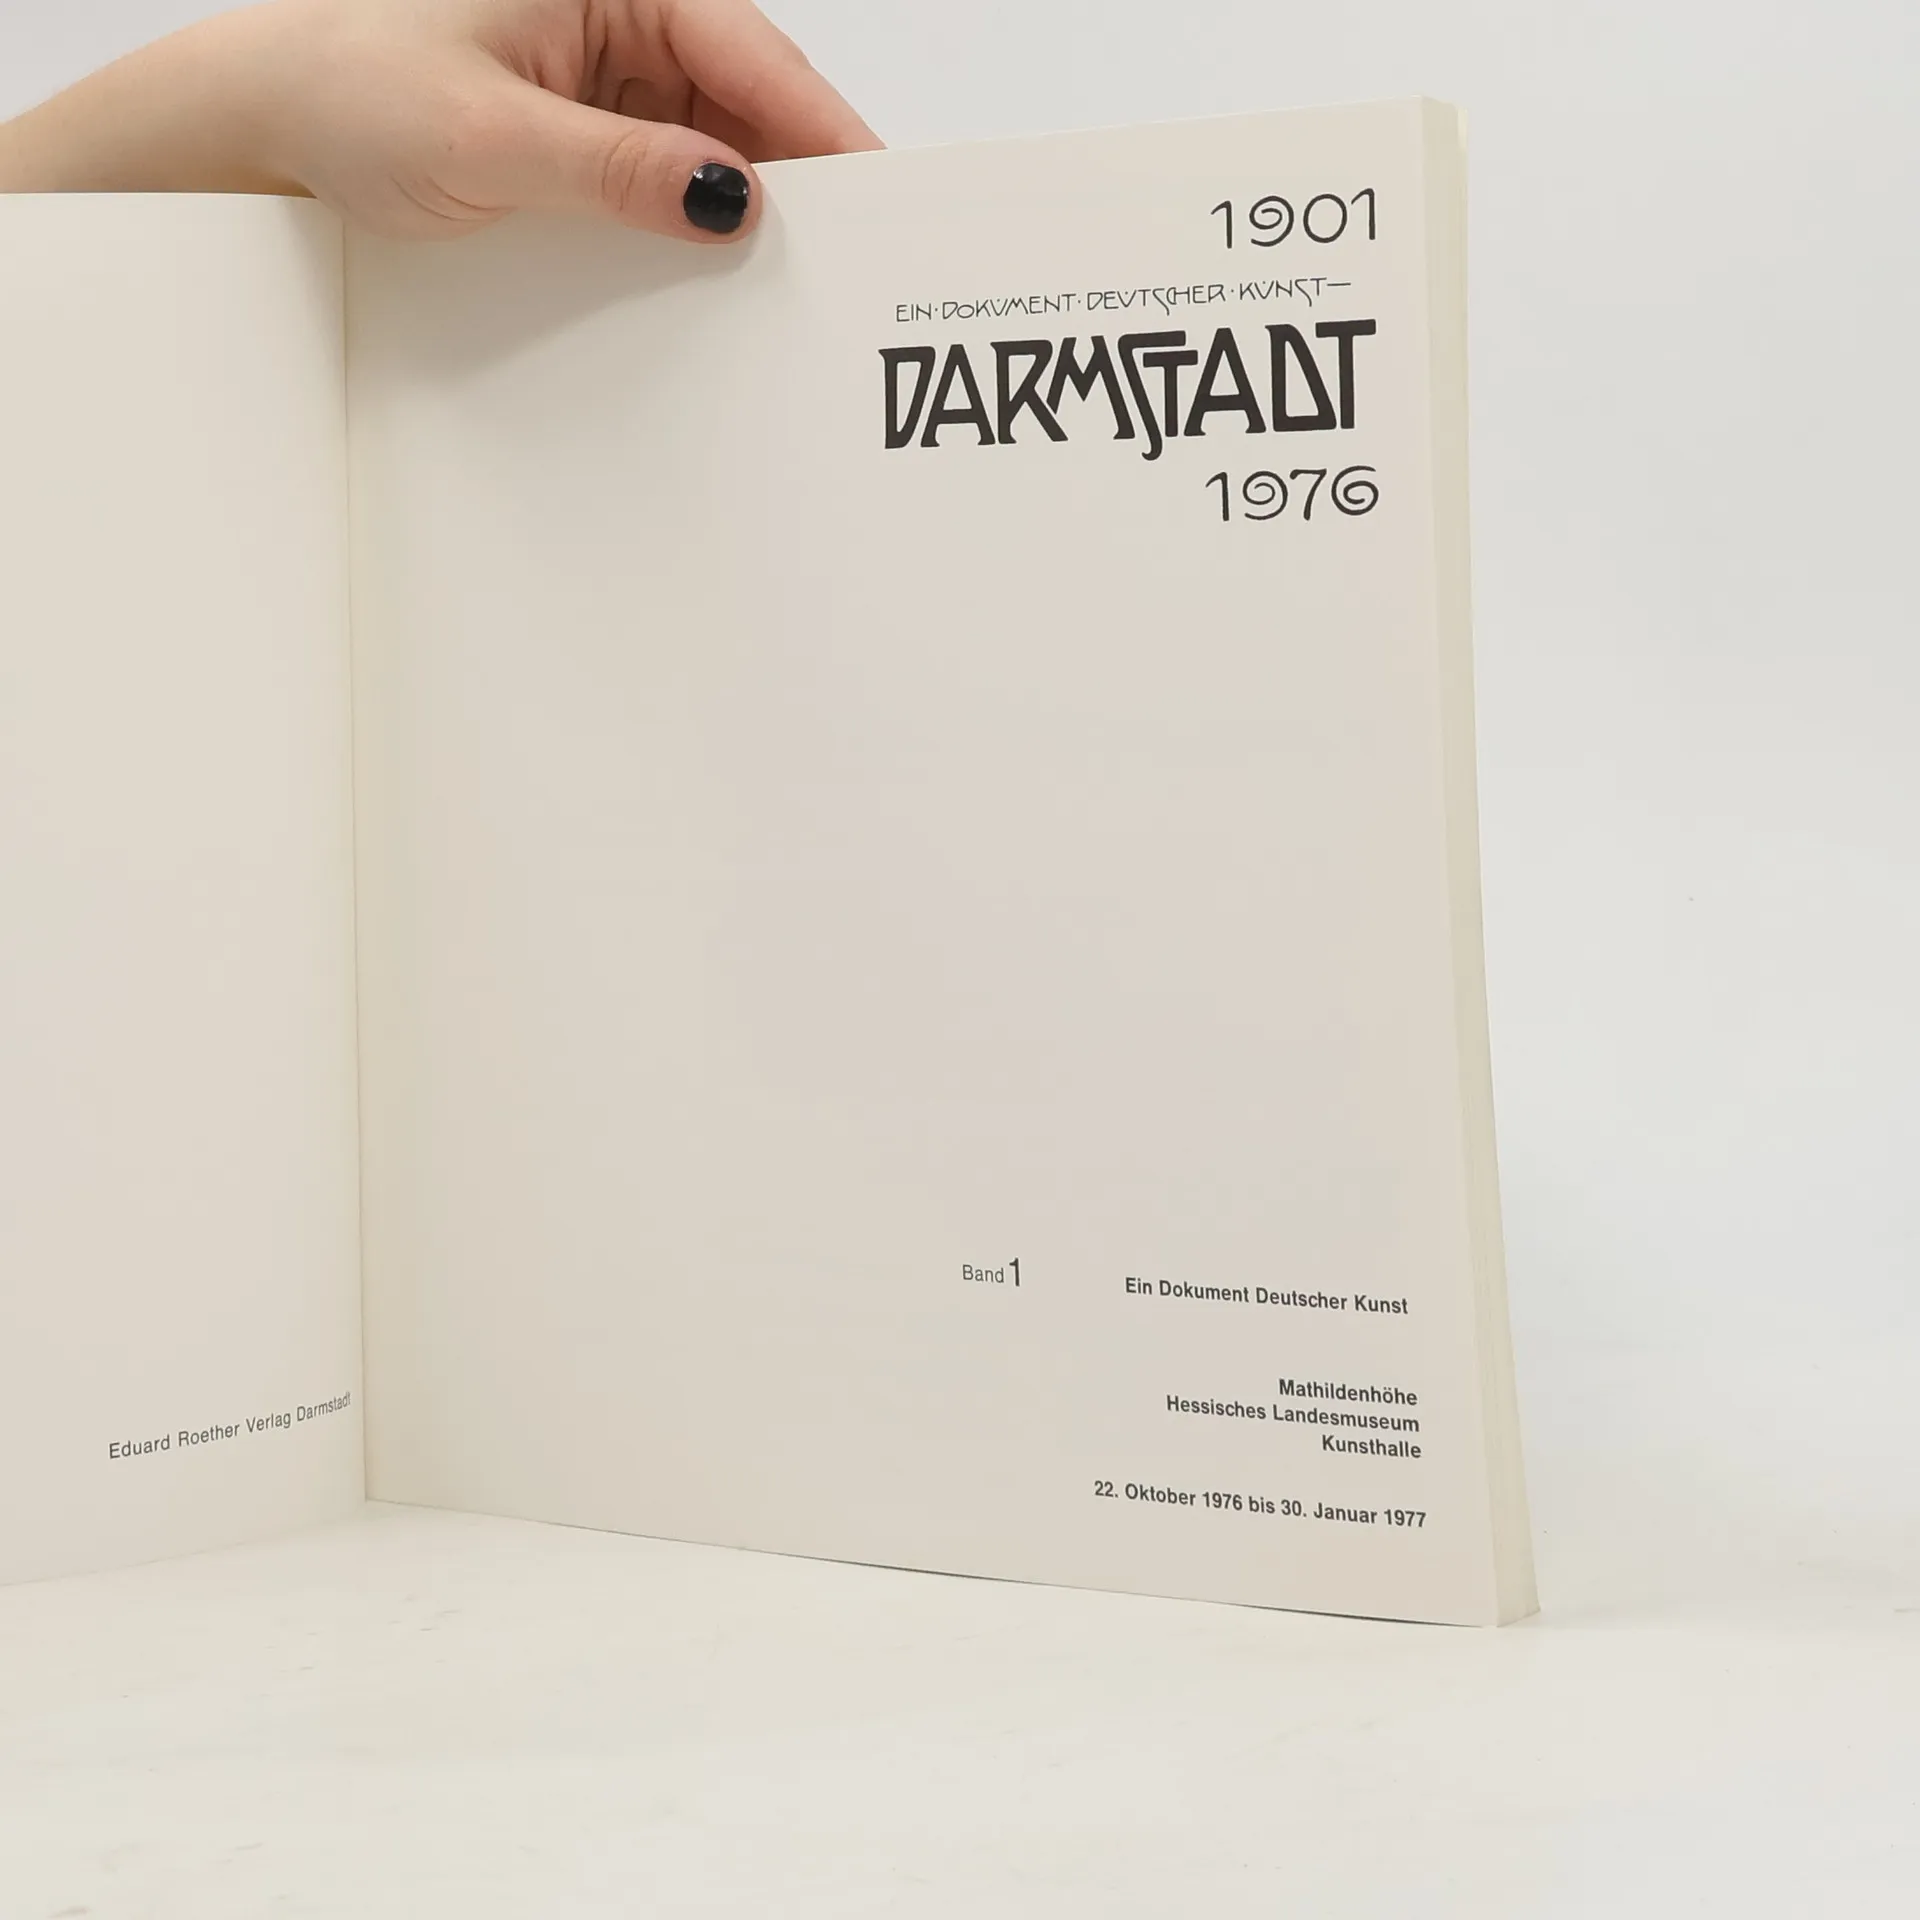 Eduard Roether Verlag Darmstadt
1901
EIN·DOKUMENT·DEUTSCHER·KUNST—
DARMSTADT
1976
Band 1
Ein Dokument Deutscher Kunst
Mathildenhöhe
Hessisches Landesmuseum
Kunsthalle
22. Oktober 1976 bis 30. Januar 1977